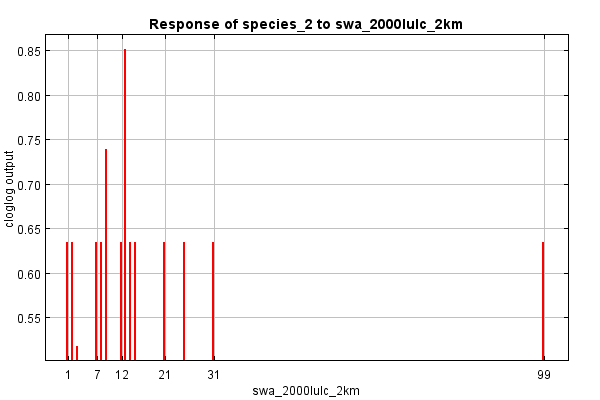 Response of species_2 to swa_2000lulc_2km
cloglog output
0.85
0.80
0.75
0.70
0.65
0.60
0.55
1 7 12 21 31 99
swa_2000lulc_2km